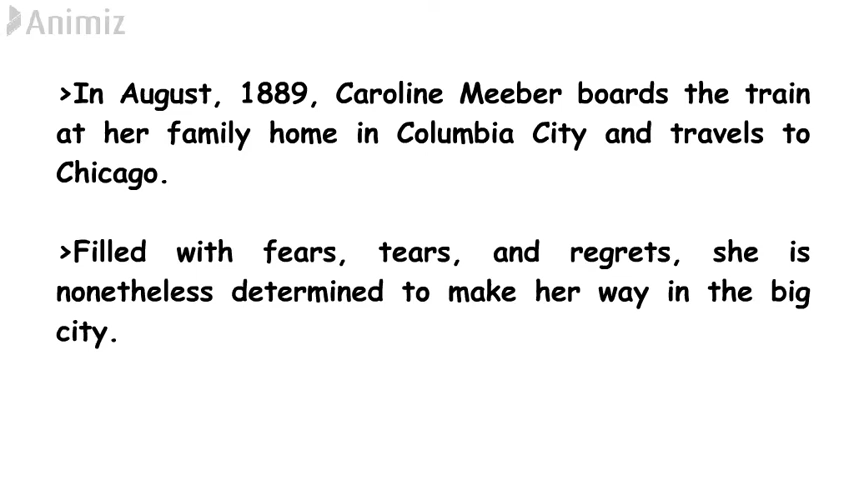 Animiz
>In August, 1889, Caroline Meeber boards the train
at her family home in Columbia City and travels to
Chicago.
>Filled with fears, tears, and regrets, she is
nonetheless determined to make her way in the big
city.